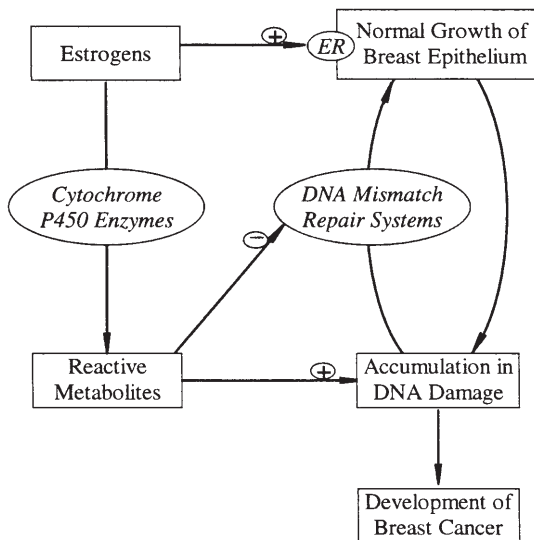 Estrogens
+
ER
Normal Growth of
Breast Epithelium
Cytochrome
P450 Enzymes
DNA Mismatch
Repair Systems
−
Reactive
Metabolites
+
Accumulation in
DNA Damage
Development of
Breast Cancer